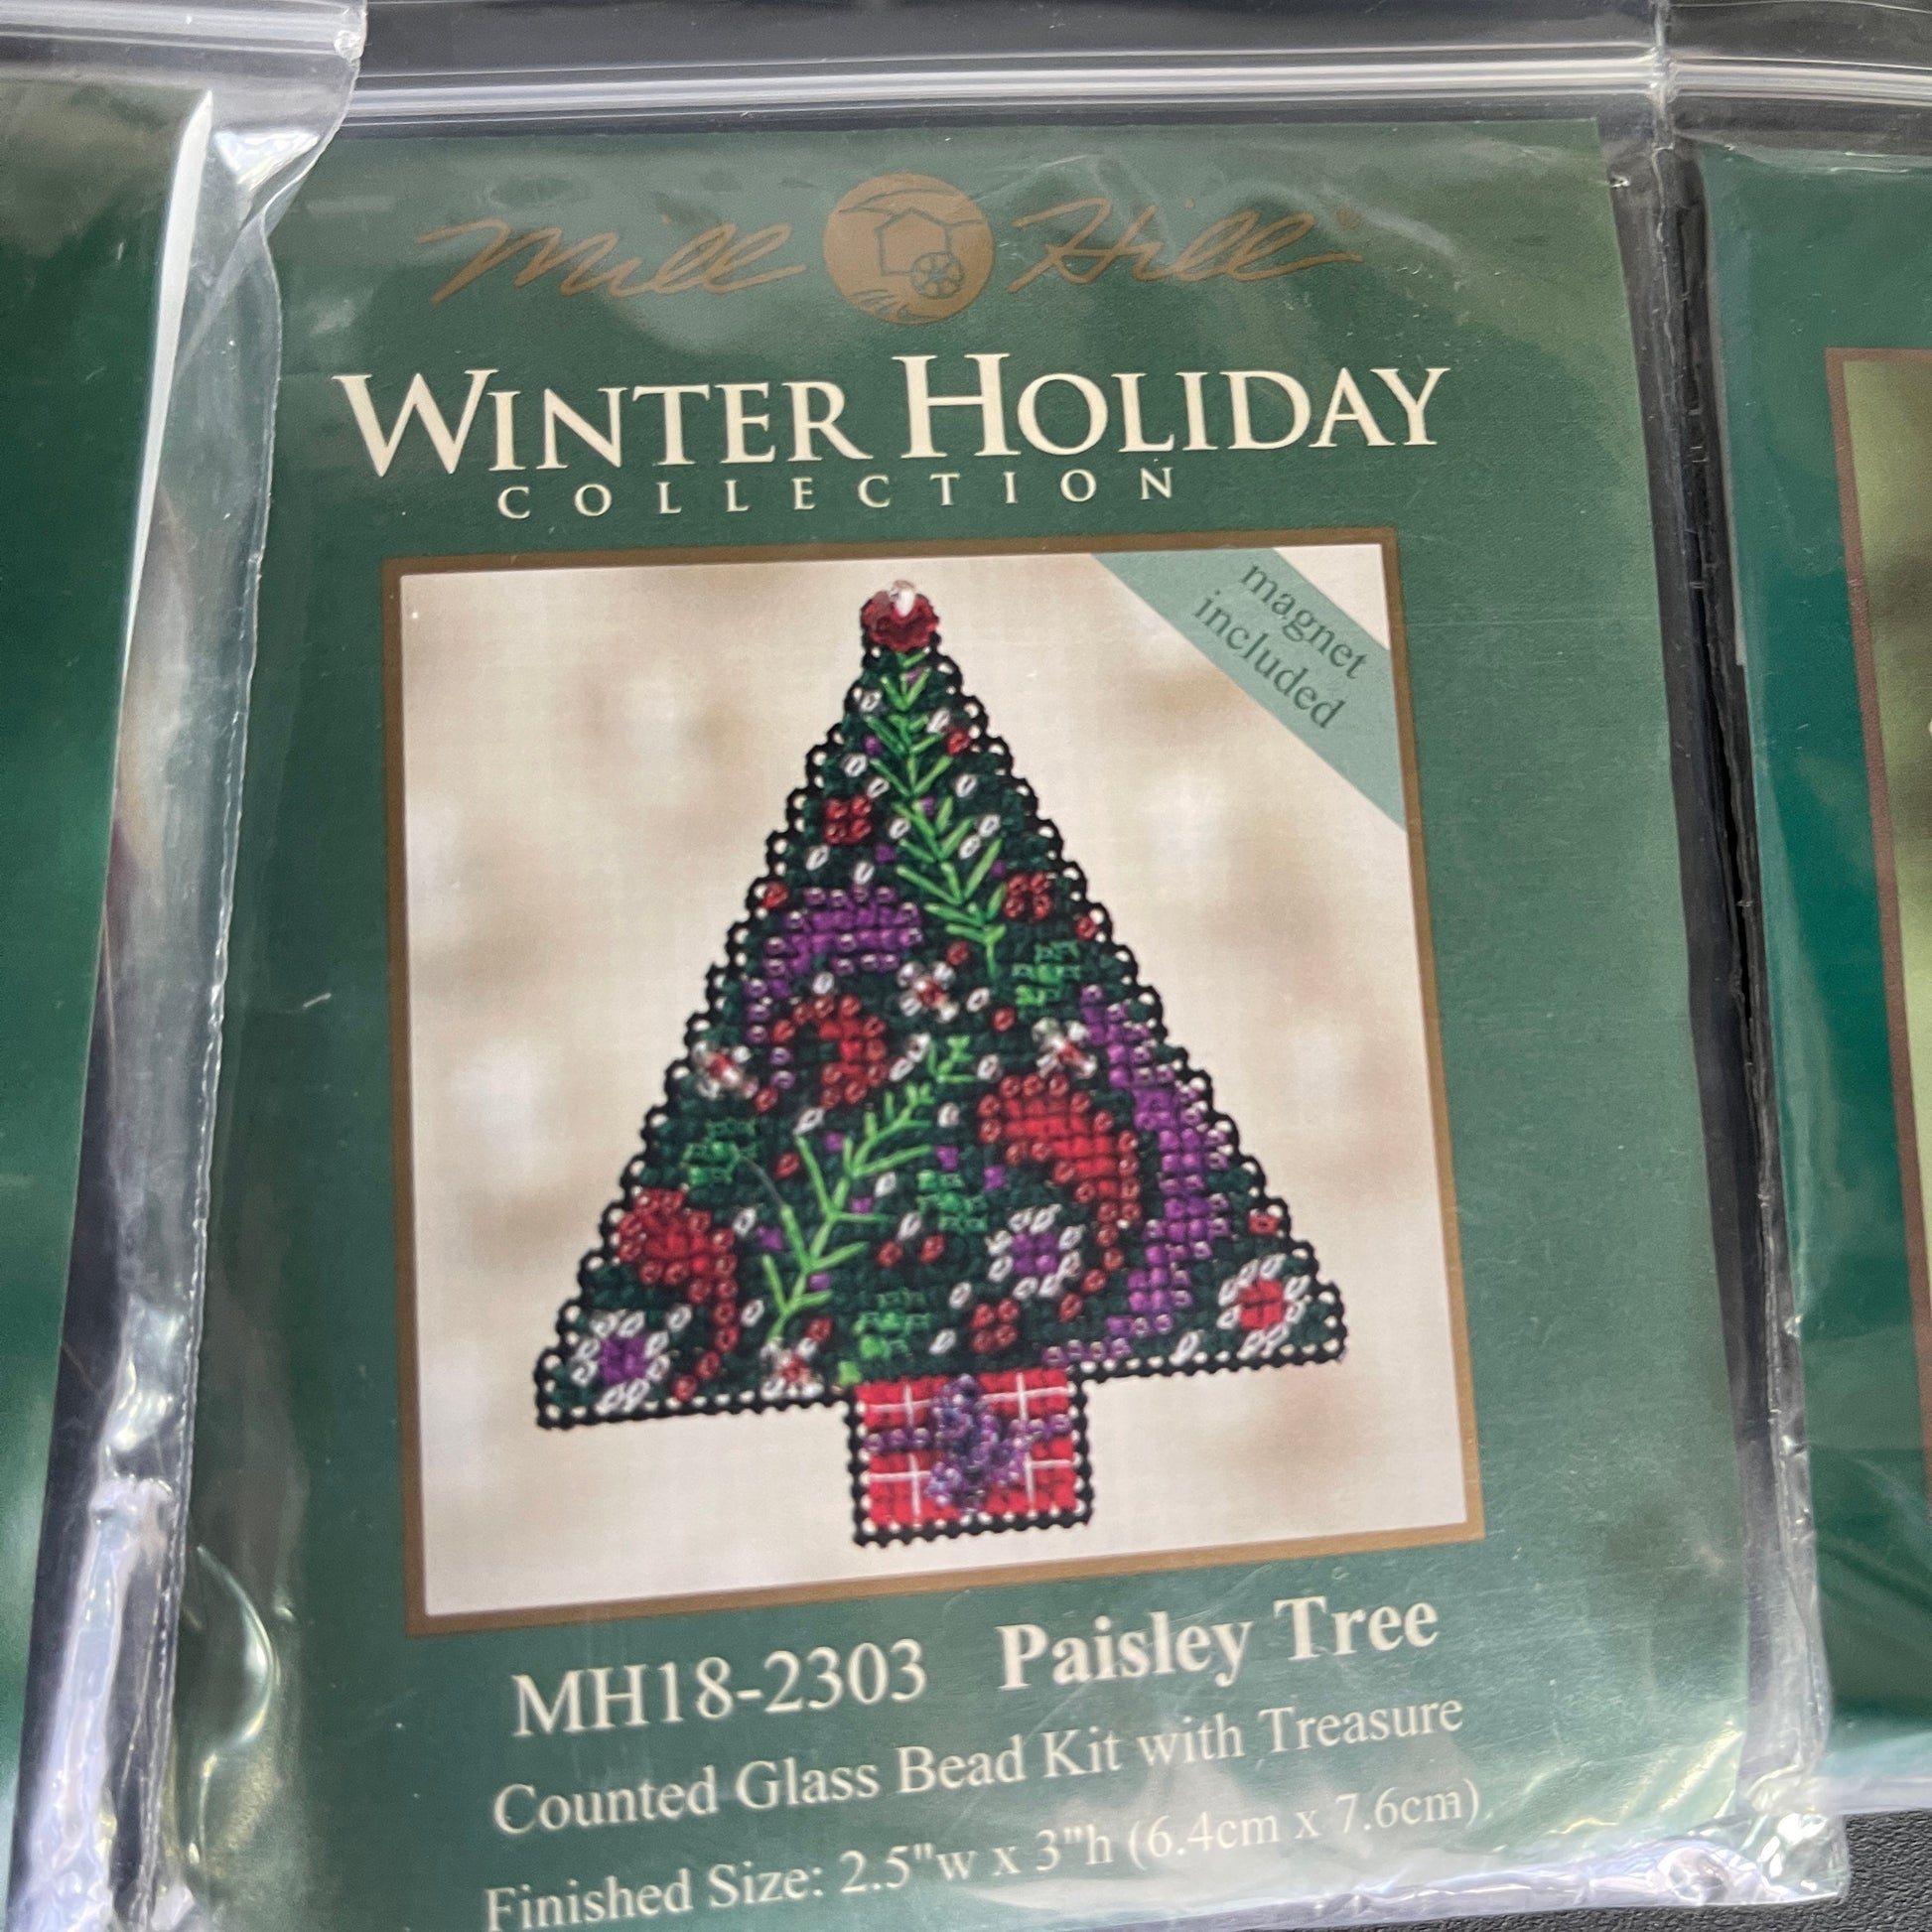 Mill Hill®
WINTER HOLIDAY
COLLECTION
magnet
included
MH18-2303 Paisley Tree
Counted Glass Bead Kit with Treasure
Finished Size: 2.5"w x 3"h (6.4cm x 7.6cm)